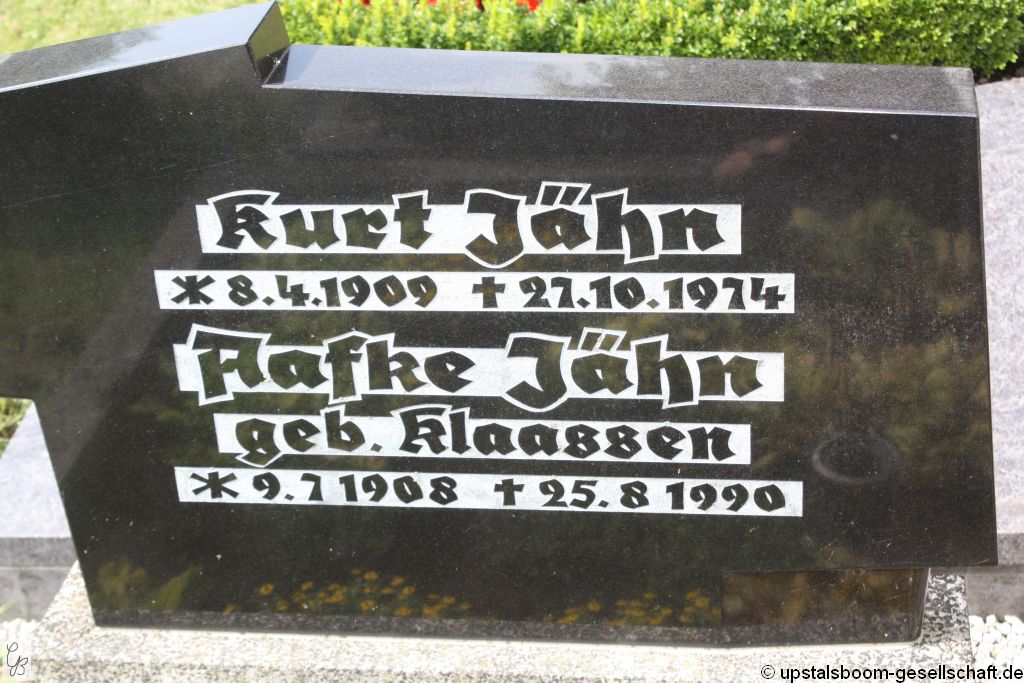 Kurt Jähn
* 8.4.1909 † 27.10.1974
Aafke Jähn
geb. Klaassen
* 9.7 1908 † 25.8 1990
© upstalsboom-gesellschaft.de